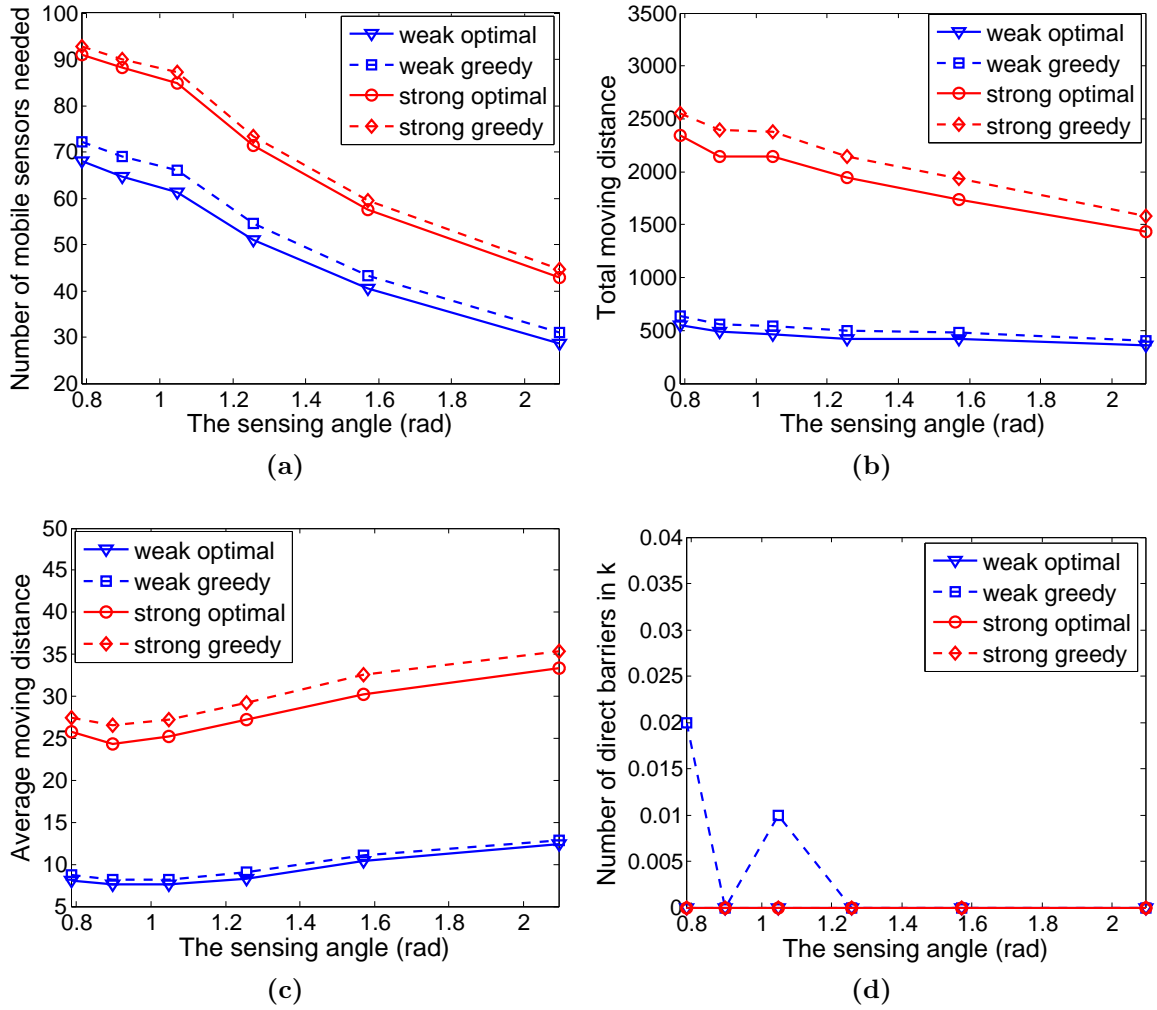 100
90
80
70
60
50
40
30
20
0.8
1
1.2
1.4
1.6
1.8
2
Number of mobile sensors needed
The sensing angle (rad)
weak optimal
weak greedy
strong optimal
strong greedy
(a)
3500
3000
2500
2000
1500
1000
500
0
0.8
1
1.2
1.4
1.6
1.8
2
Total moving distance
The sensing angle (rad)
weak optimal
weak greedy
strong optimal
strong greedy
(b)
50
45
40
35
30
25
20
15
10
5
0.8
1
1.2
1.4
1.6
1.8
2
Average moving distance
The sensing angle (rad)
weak optimal
weak greedy
strong optimal
strong greedy
(c)
0.04
0.035
0.03
0.025
0.02
0.015
0.01
0.005
0
0.8
1
1.2
1.4
1.6
1.8
2
Number of direct barriers in k
The sensing angle (rad)
weak optimal
weak greedy
strong optimal
strong greedy
(d)